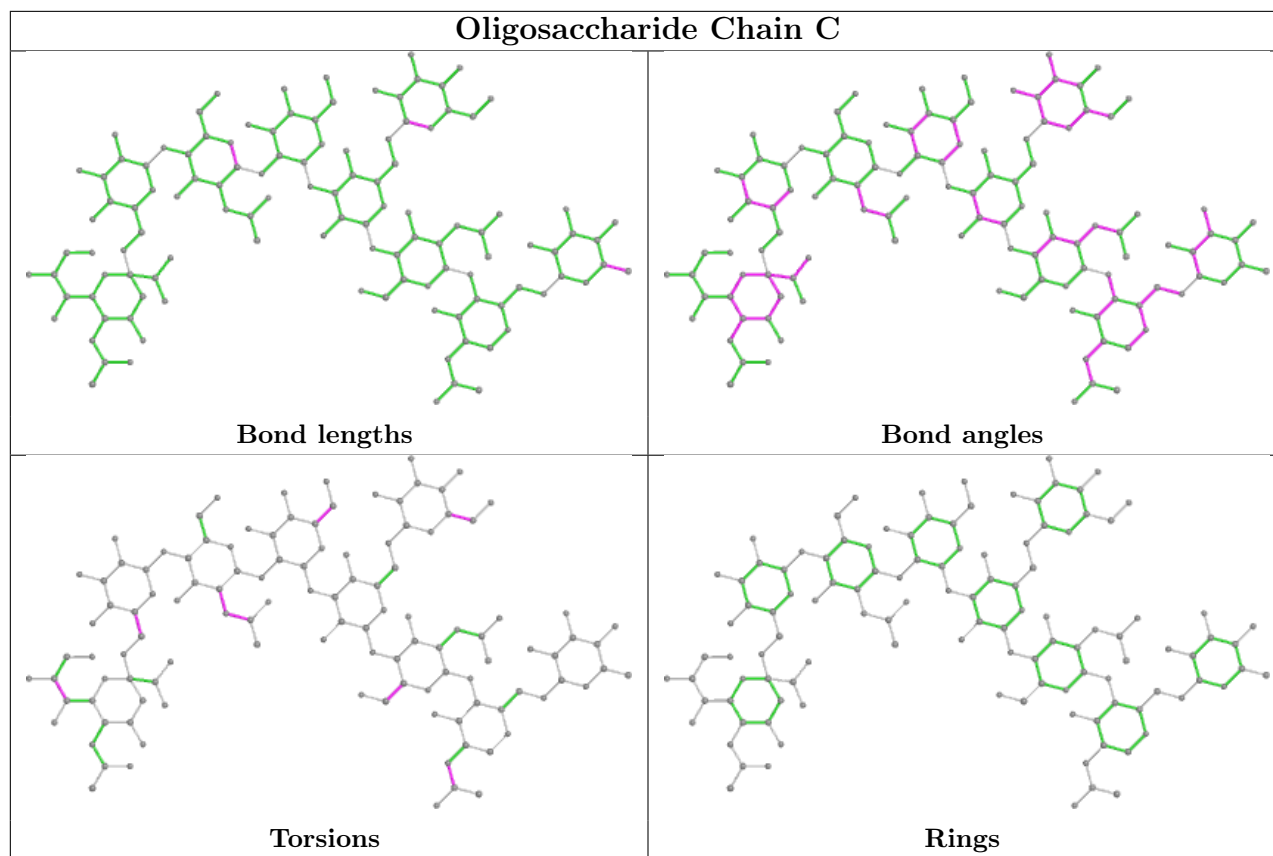 Oligosaccharide Chain C
Bond lengths
Bond angles
Torsions
Rings